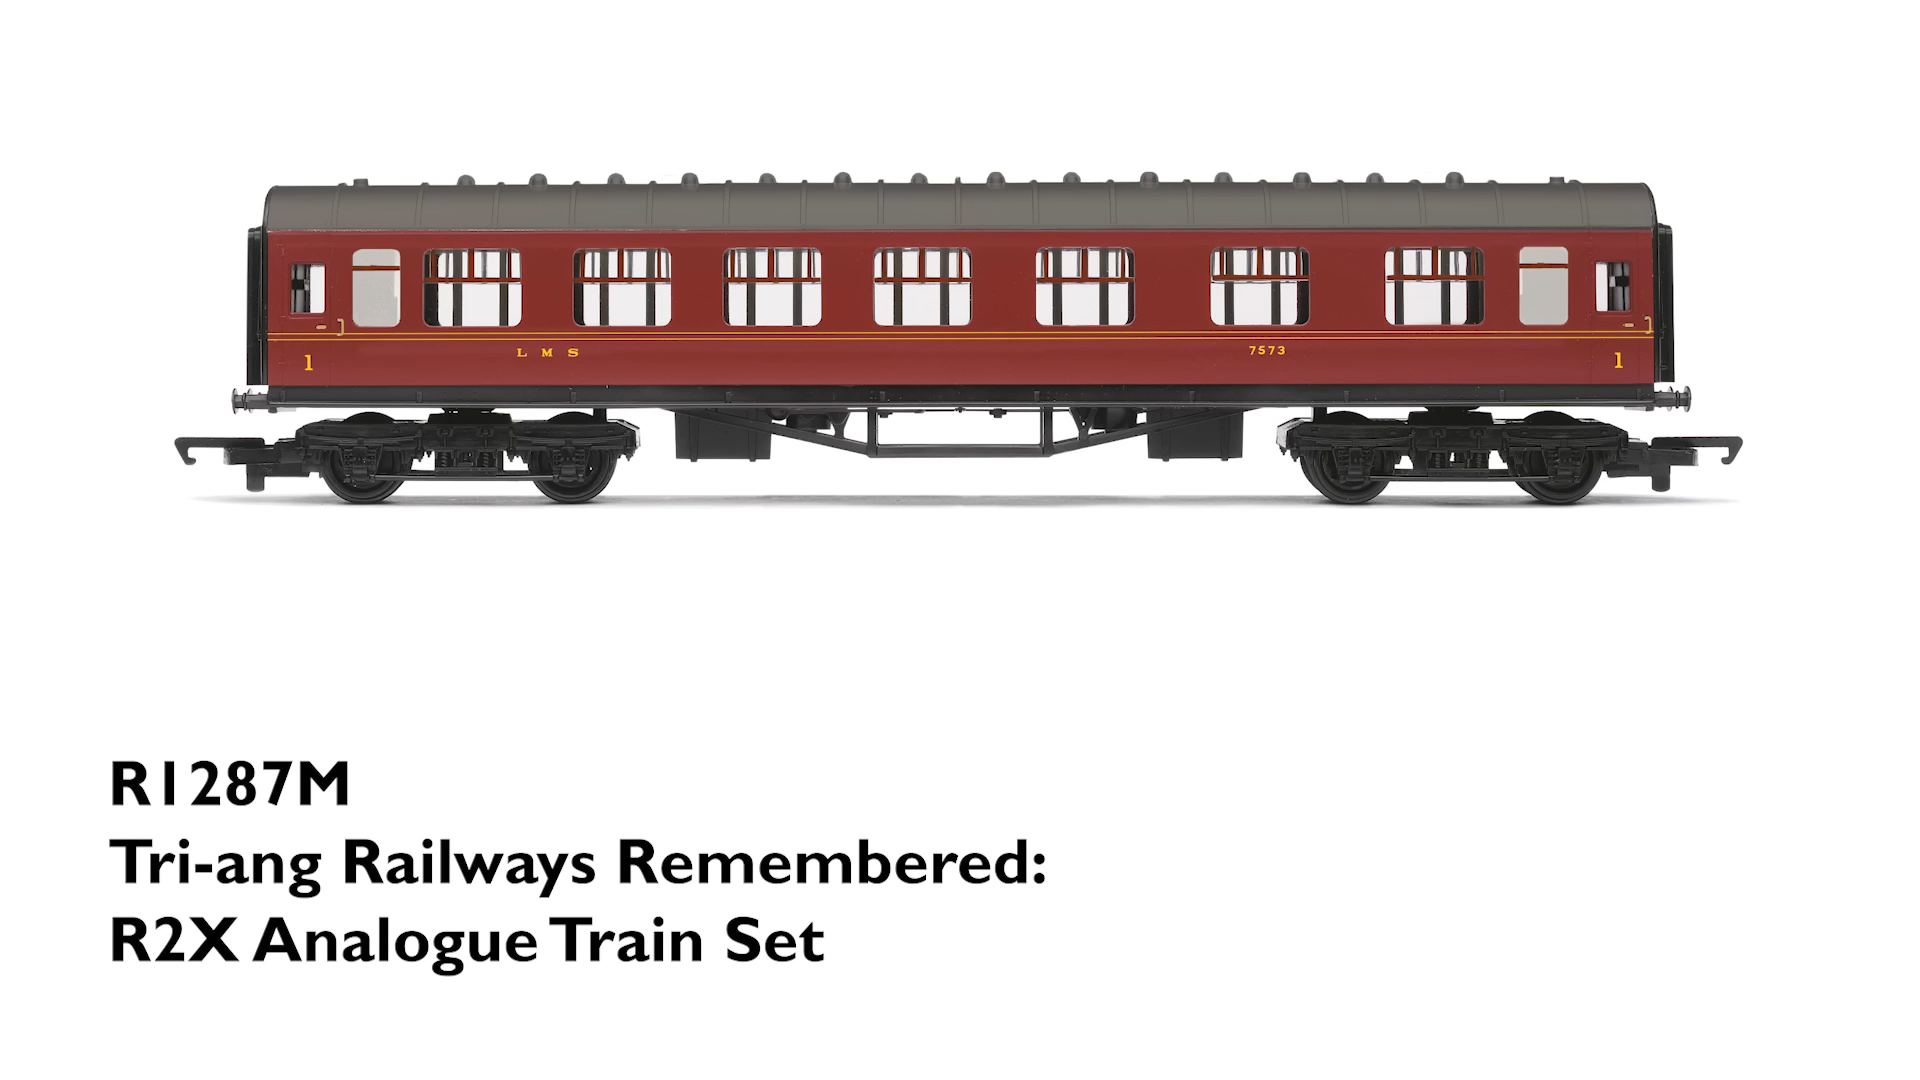 1 L M S 7573 1
R1287M
Tri-ang Railways Remembered:
R2X Analogue Train Set